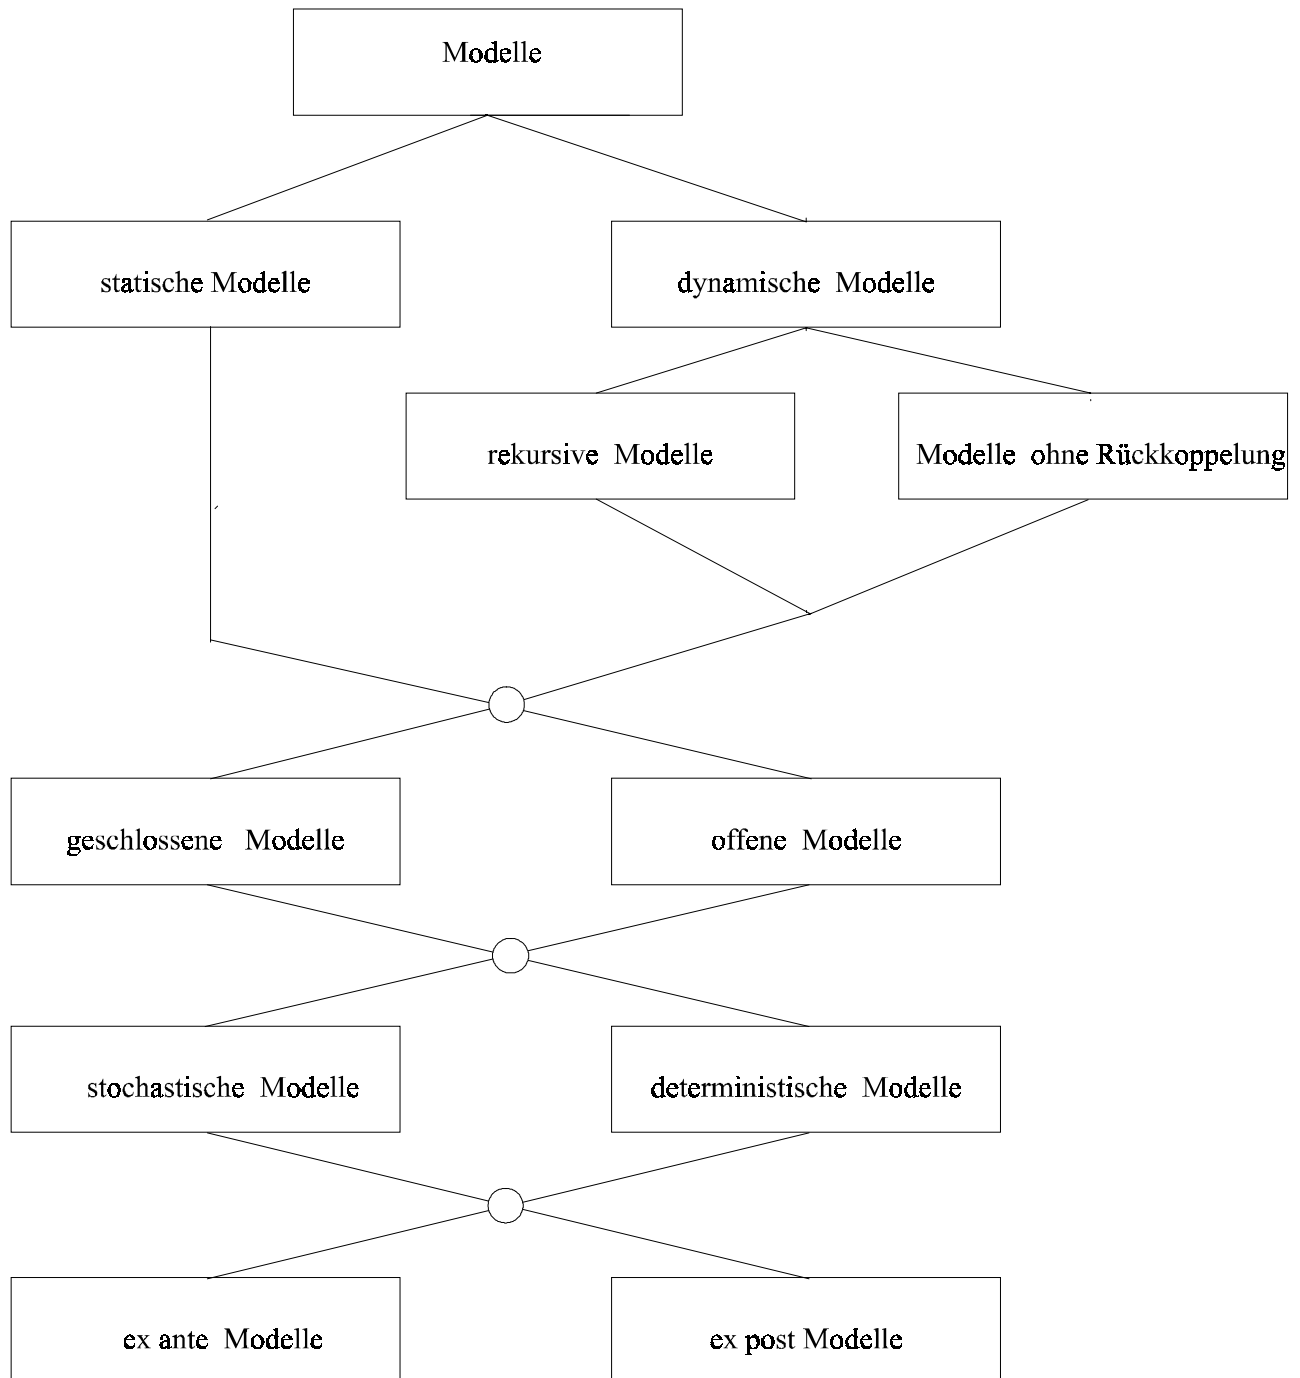 Modelle
statische Modelle
dynamische Modelle
rekursive Modelle
Modelle ohne Rückkoppelung
geschlossene Modelle
offene Modelle
stochastische Modelle
deterministische Modelle
ex ante Modelle
ex post Modelle